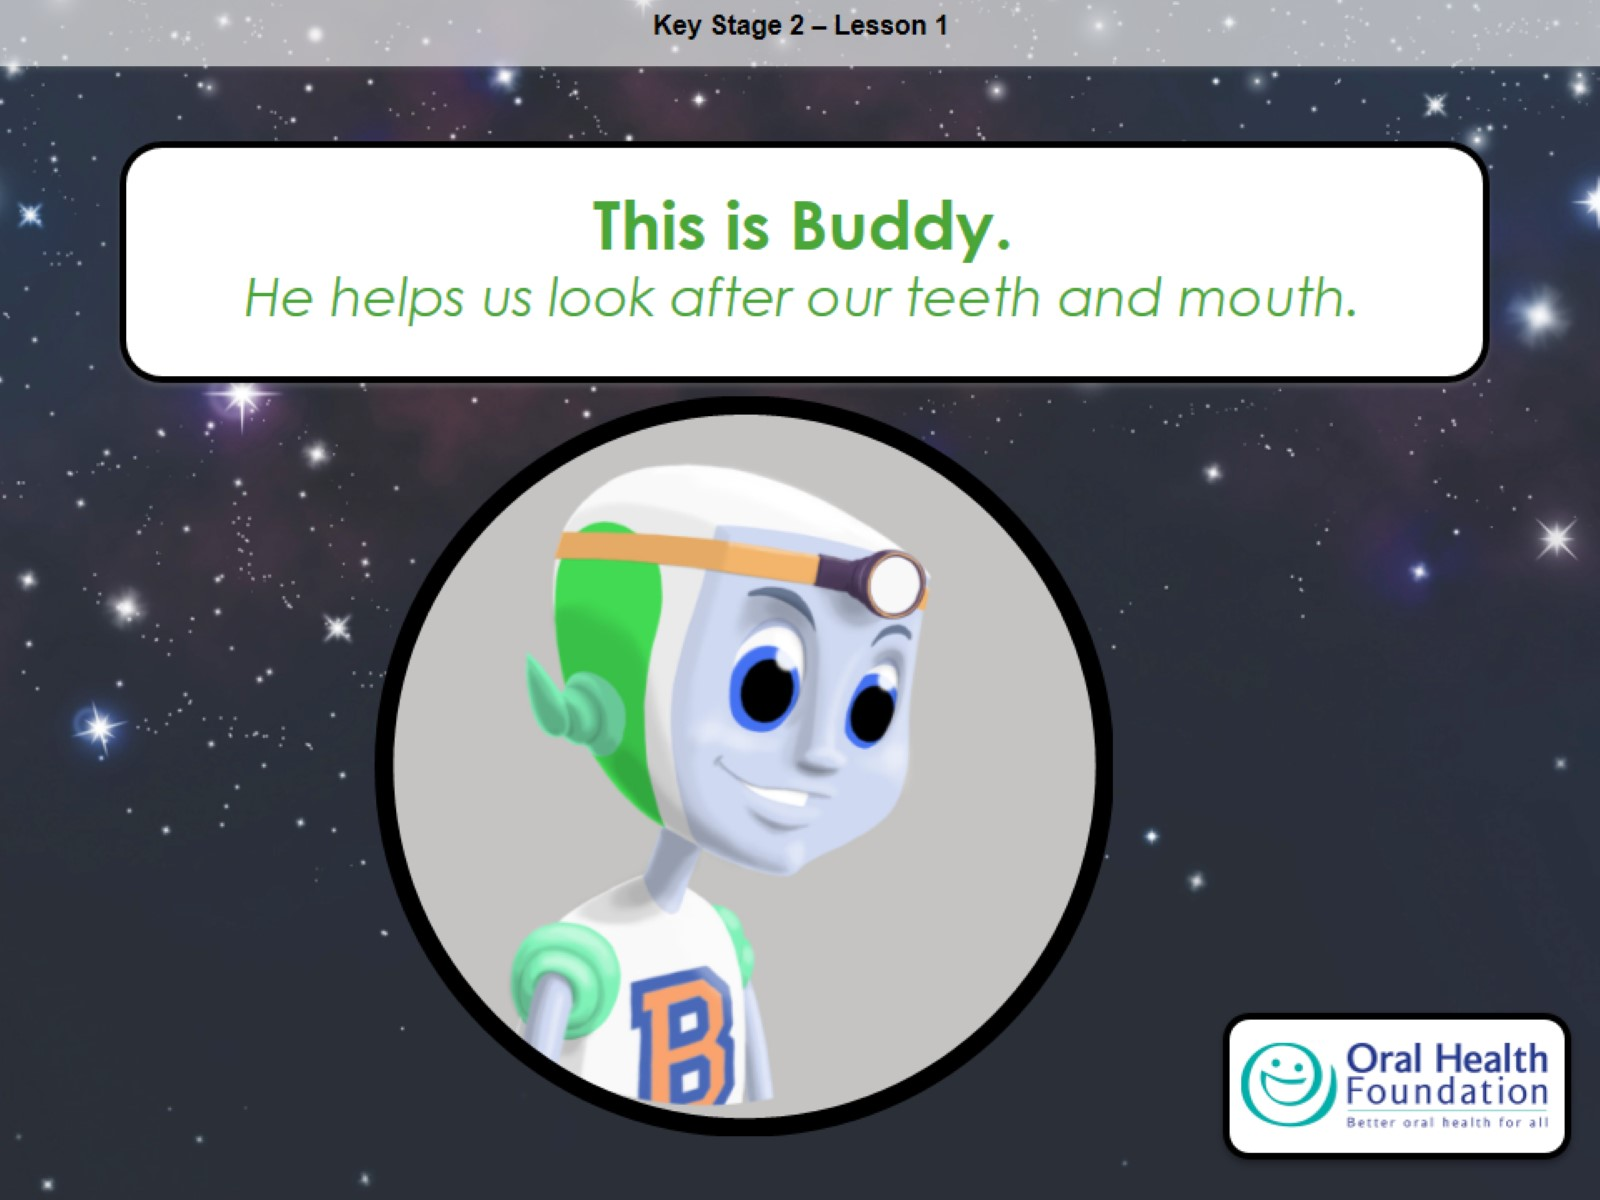 Key Stage 2 – Lesson 1
This is Buddy.
He helps us look after our teeth and mouth.
B
Oral Health
Foundation
Better oral health for all